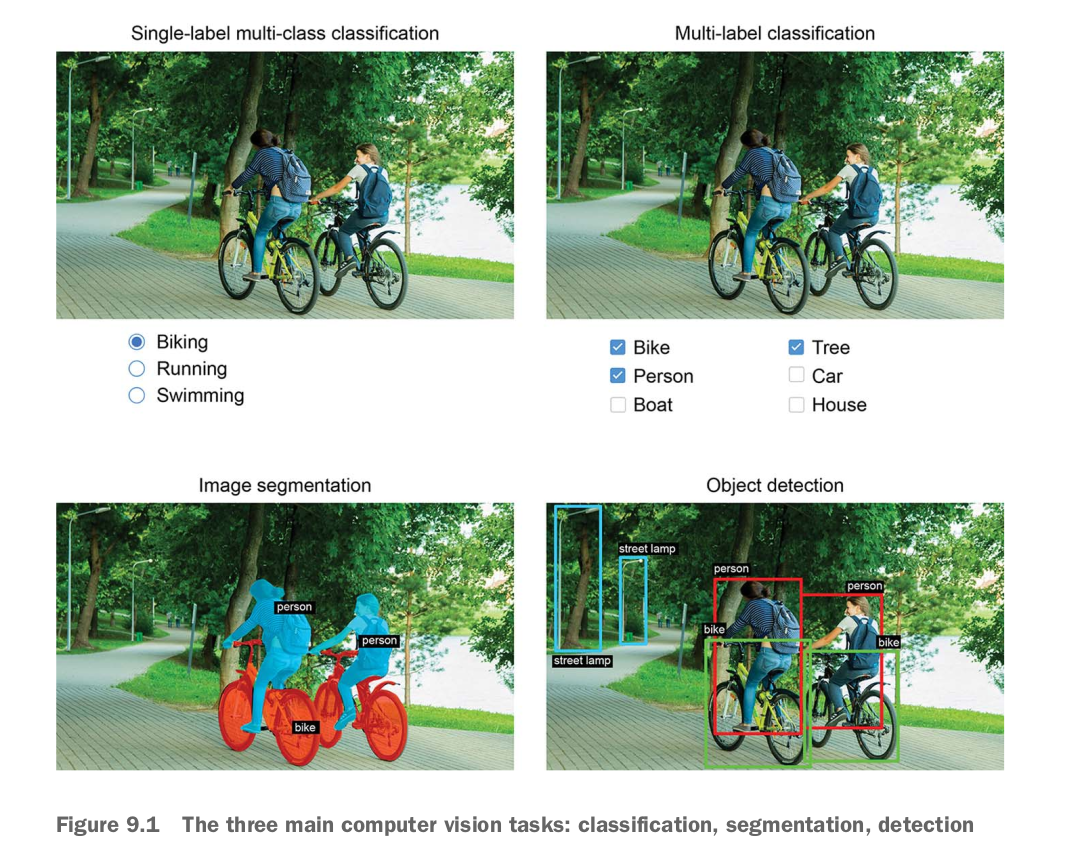 Single-label multi-class classification
Multi-label classification
Biking
Running
Swimming
Bike
Tree
Person
Car
Boat
House
Image segmentation
Object detection
person
person
bike
street lamp
person
person
bike
bike
street lamp
Figure 9.1 The three main computer vision tasks: classification, segmentation, detection